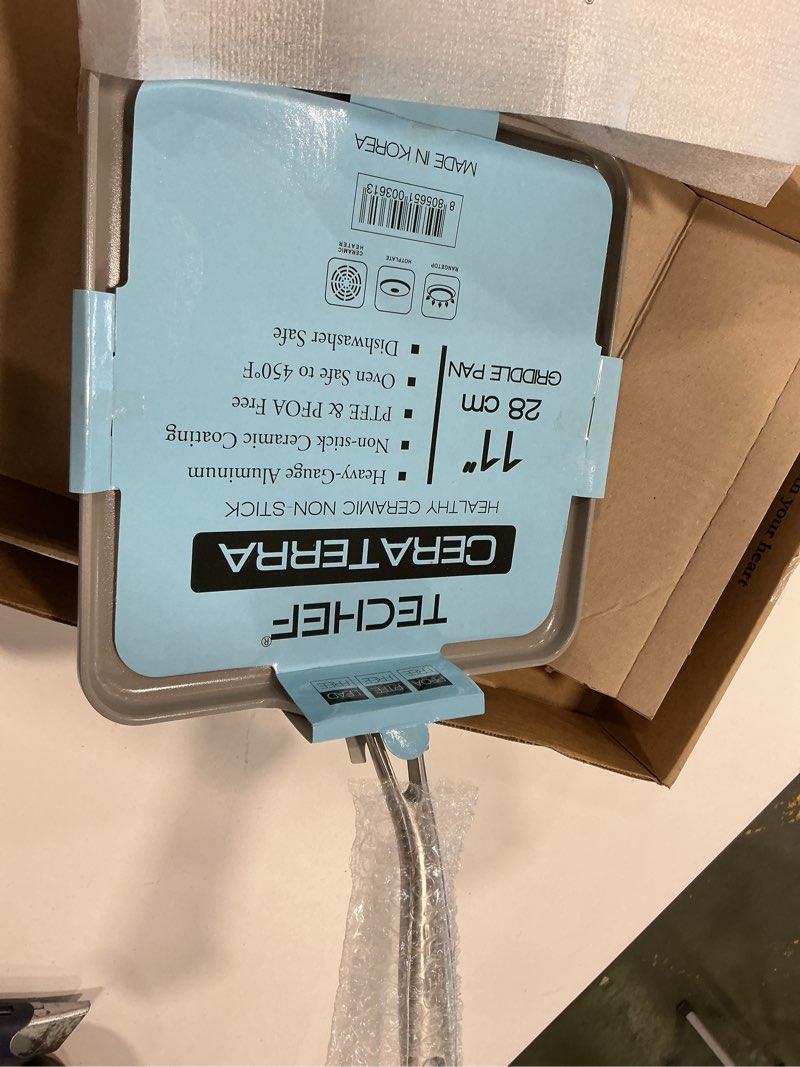 PFOA FREE
PTFE FREE
TECHEF®
CERATERRA
HEALTHY CERAMIC NON-STICK
11"
28 cm
GRIDDLE PAN
▪ Heavy-Gauge Aluminum
▪ Non-stick Ceramic Coating
▪ PTFE & PFOA Free
▪ Oven Safe to 450°F
▪ Dishwasher Safe
RANGETOP
HOTPLATE
CERAMIC HEATER
8 805651 003613
MADE IN KOREA
your heart